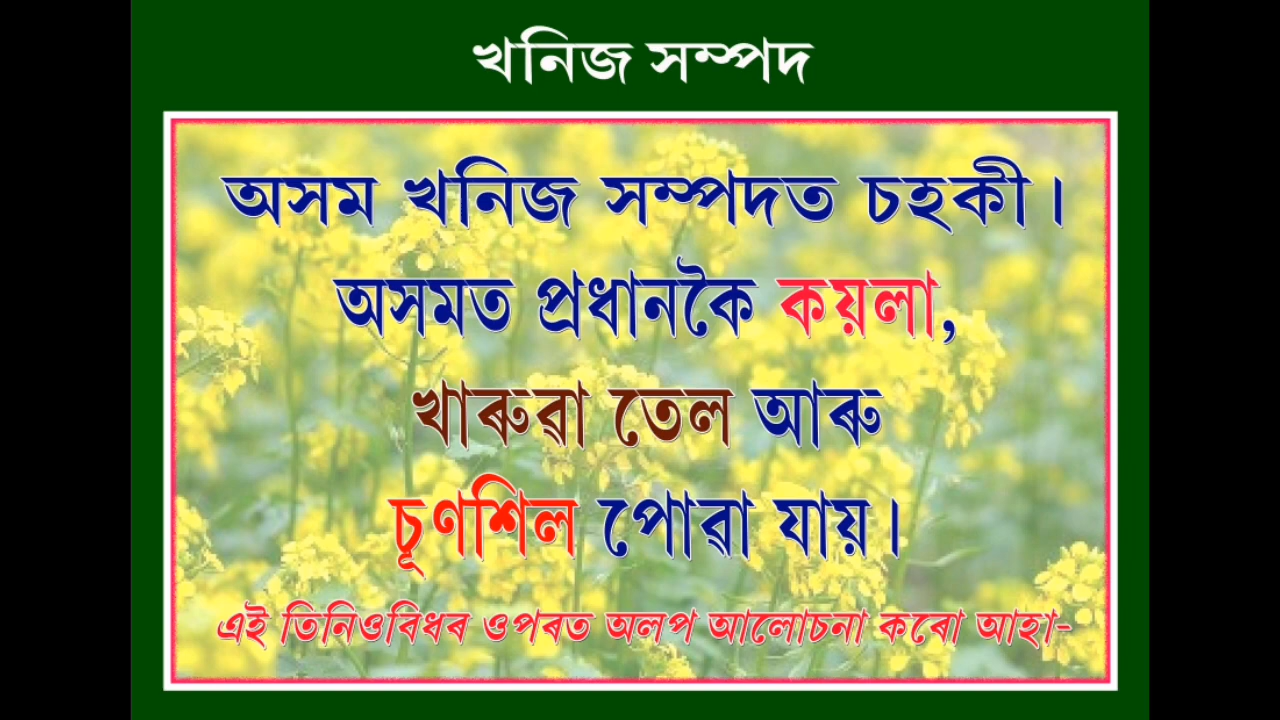 খনিজ সম্পদ
অসম খনিজ সম্পদত চহকী।
অসমত প্ৰধানকৈ কয়লা,
খাৰুৱা তেল আৰু
চূণশিল পোৱা যায়।
এই তিনিওবিধৰ ওপৰত অলপ আলোচনা কৰো আহা-